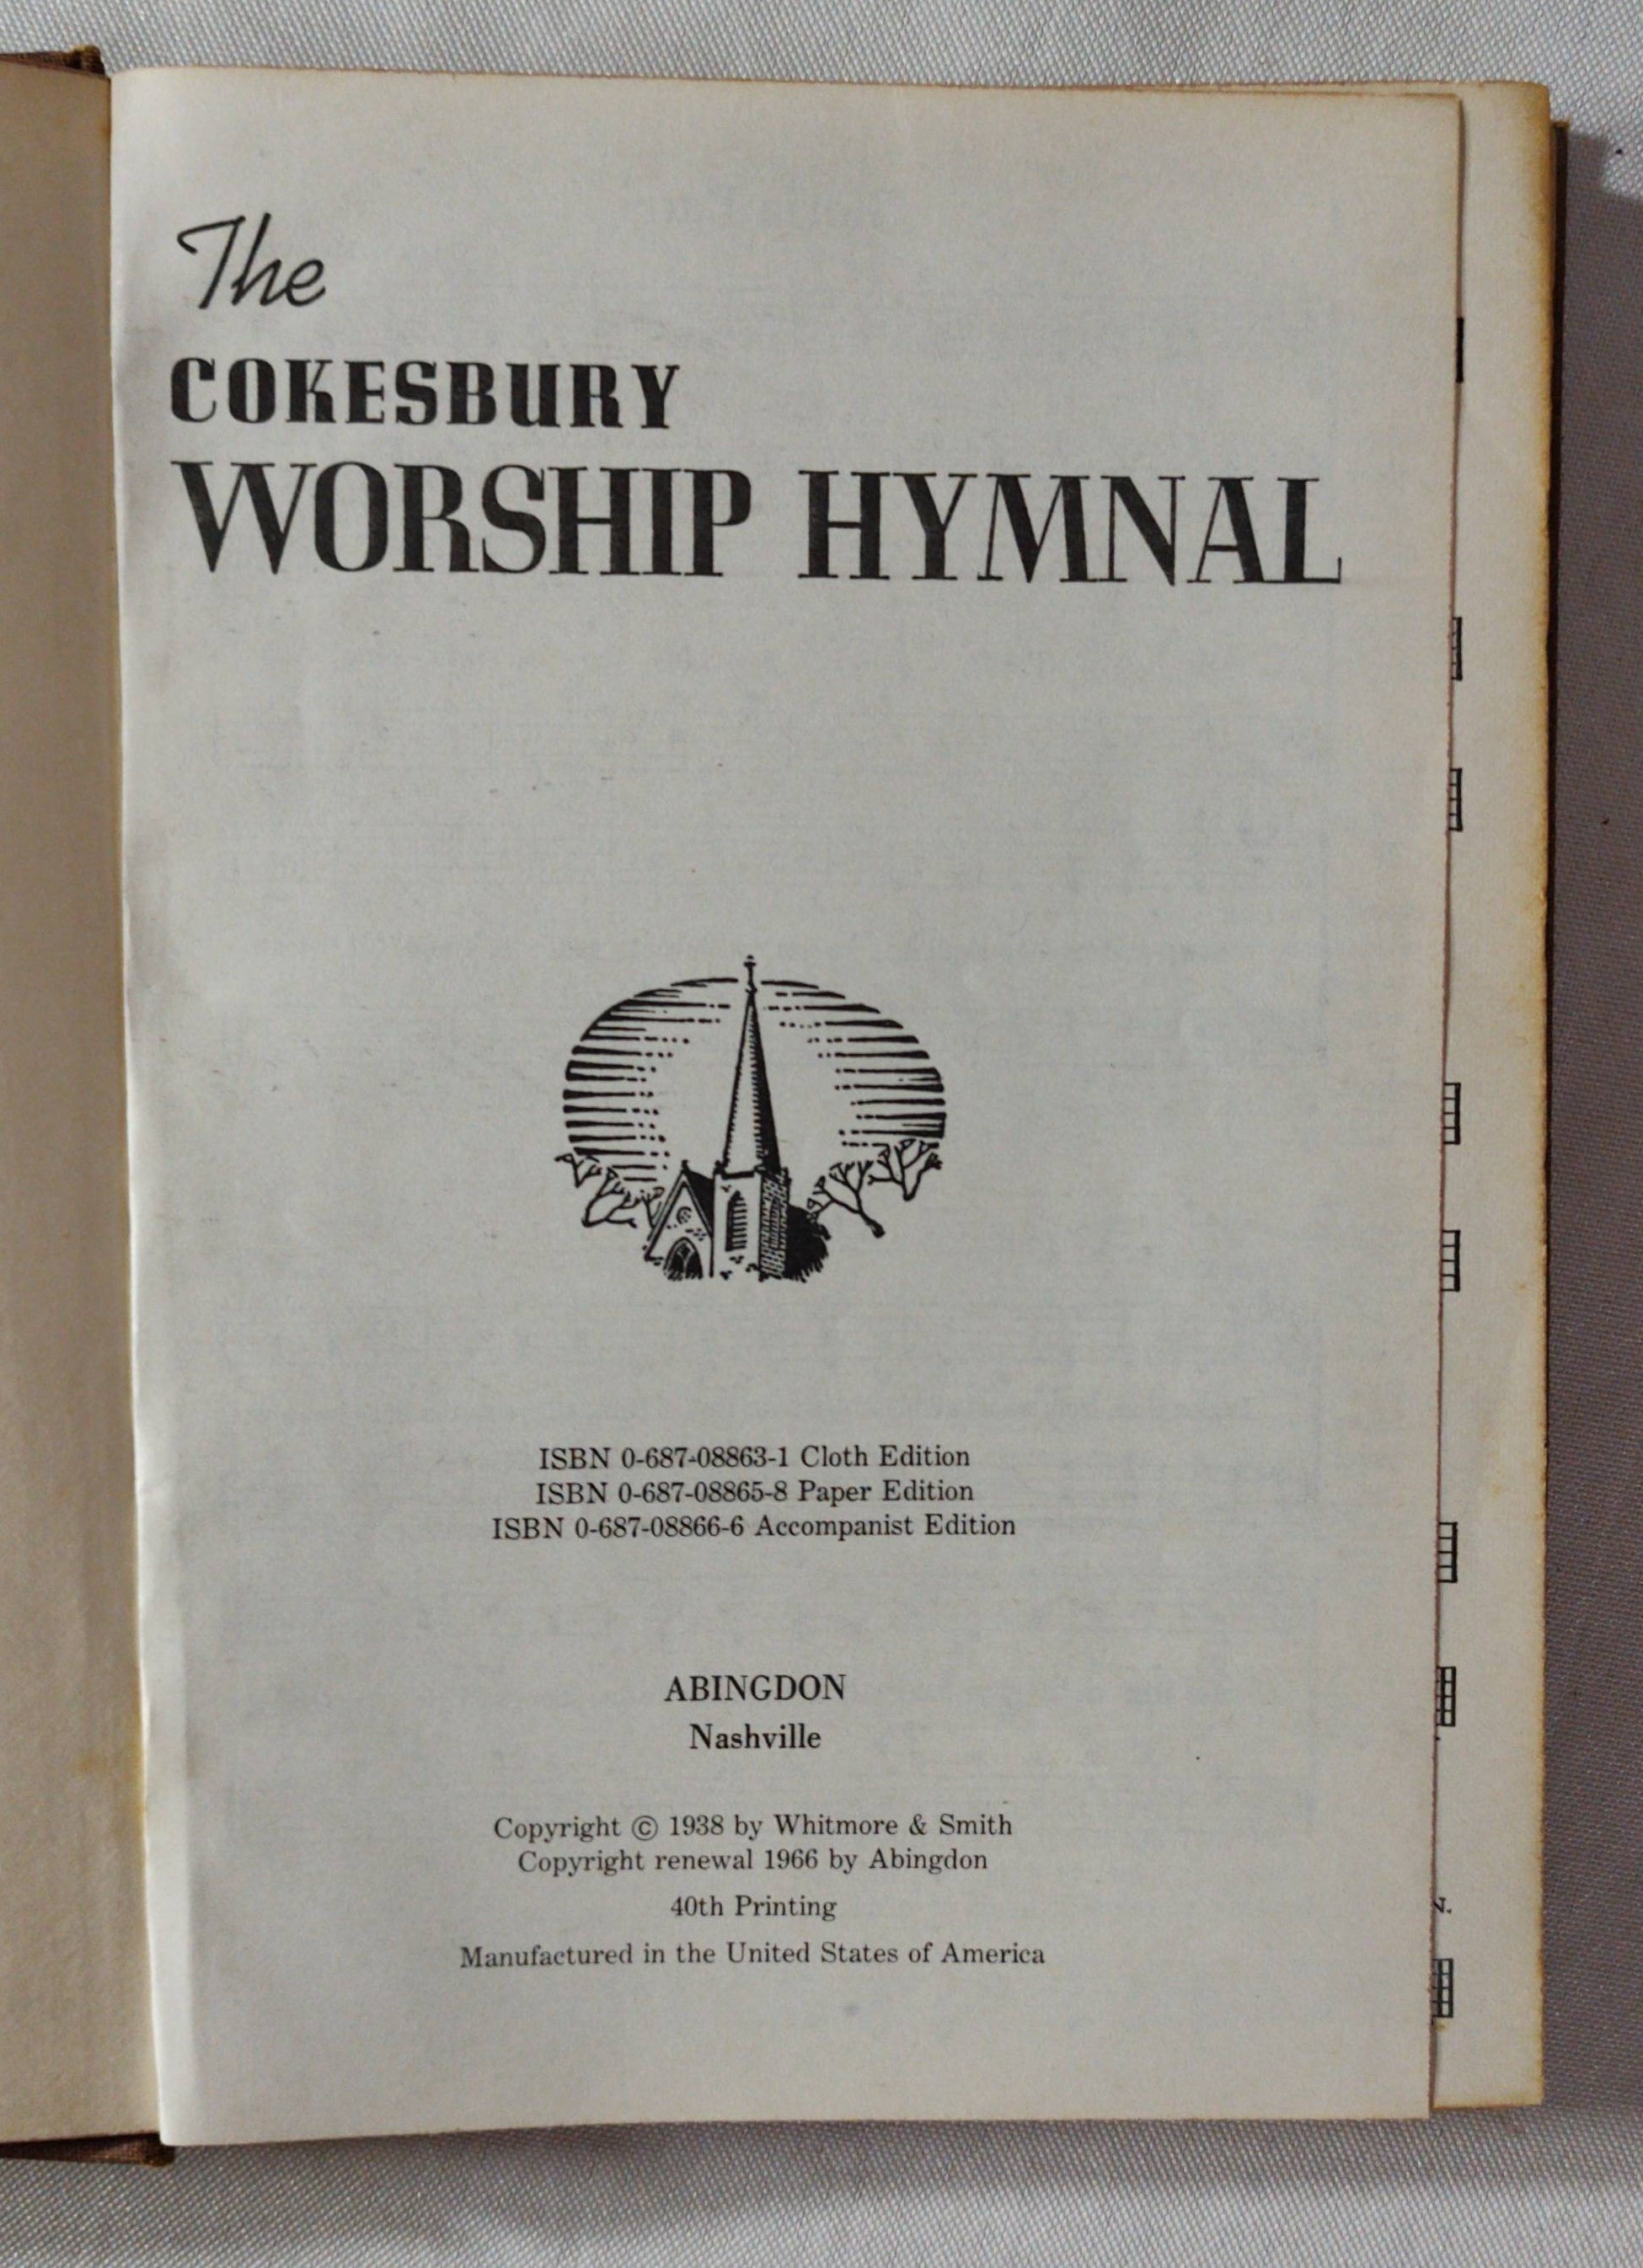 The
COKESBURY
WORSHIP HYMNAL
ISBN 0-687-08863-1 Cloth Edition
ISBN 0-687-08865-8 Paper Edition
ISBN 0-687-08866-6 Accompanist Edition
ABINGDON
Nashville
Copyright © 1938 by Whitmore & Smith
Copyright renewal 1966 by Abingdon
40th Printing
Manufactured in the United States of America